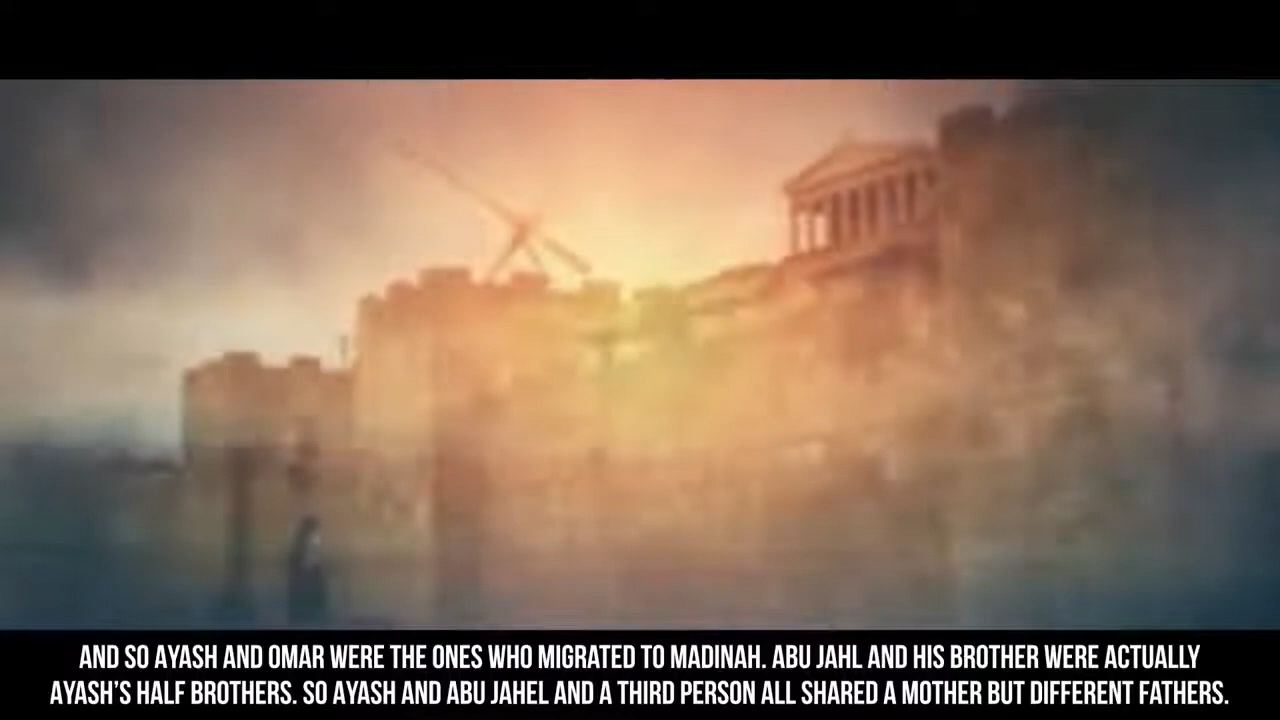 AND SO AYASH AND OMAR WERE THE ONES WHO MIGRATED TO MADINAH. ABU JAHL AND HIS BROTHER WERE ACTUALLY
AYASH'S HALF BROTHERS. SO AYASH AND ABU JAHEL AND A THIRD PERSON ALL SHARED A MOTHER BUT DIFFERENT FATHERS.